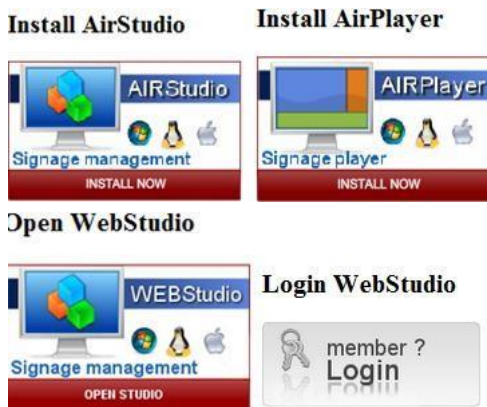 Install AirStudio
AIRStudio
Signage management
INSTALL NOW
Install AirPlayer
AIRPlayer
Signage player
INSTALL NOW
Open WebStudio
WEBStudio
Signage management
OPEN STUDIO
Login WebStudio
member ?
Login